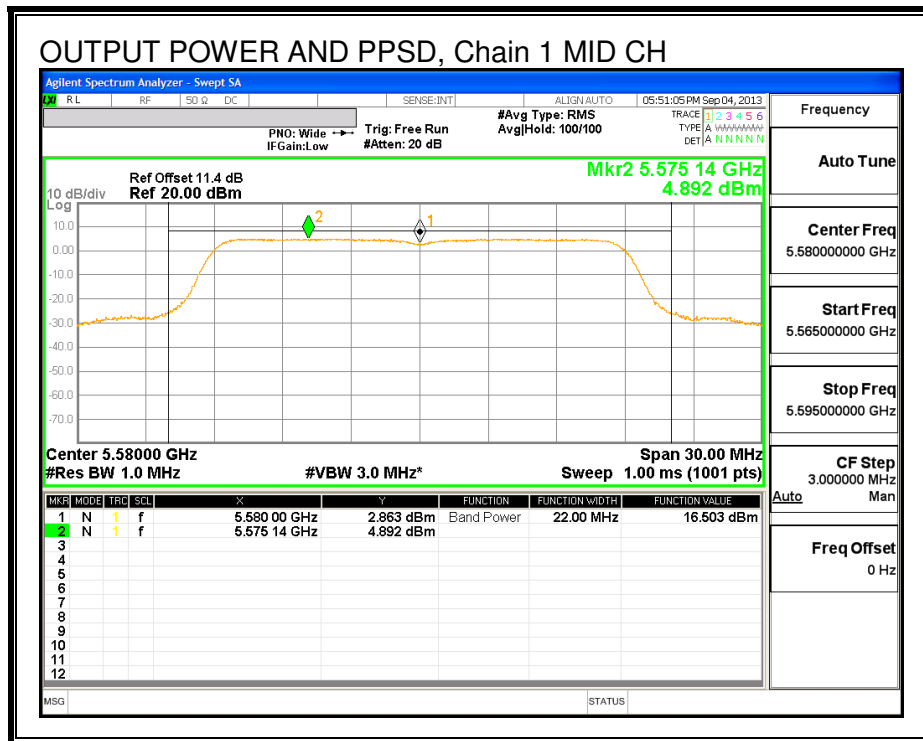 OUTPUT POWER AND PPSD, Chain 1 MID CH
Agilent Spectrum Analyzer - Swept SA
LXI RL RF 50 Ω DC SENSE:INT ALIGN AUTO 05:51:05 PM Sep 04, 2013
PNO: Wide Trig: Free Run #Avg Type: RMS TRACE 1 2 3 4 5 6
IFGain:Low #Atten: 20 dB Avg|Hold: 100/100 TYPE A WWWWW
DET A N N N N N
Mkr2 5.575 14 GHz
4.892 dBm
Ref Offset 11.4 dB
10 dB/div Ref 20.00 dBm
Log
10.0
0.00
-10.0
-20.0
-30.0
-40.0
-50.0
-60.0
-70.0
2
1
Center 5.58000 GHz Span 30.00 MHz
#Res BW 1.0 MHz #VBW 3.0 MHz* Sweep 1.00 ms (1001 pts)
MKR MODE TRC SCL X Y FUNCTION FUNCTION WIDTH FUNCTION VALUE
1 N 1 f 5.580 00 GHz 2.863 dBm Band Power 22.00 MHz 16.503 dBm
2 N 1 f 5.575 14 GHz 4.892 dBm
3
4
5
6
7
8
9
10
11
12
MSG STATUS
Frequency
Auto Tune
Center Freq
5.580000000 GHz
Start Freq
5.565000000 GHz
Stop Freq
5.595000000 GHz
CF Step
3.000000 MHz
Auto Man
Freq Offset
0 Hz